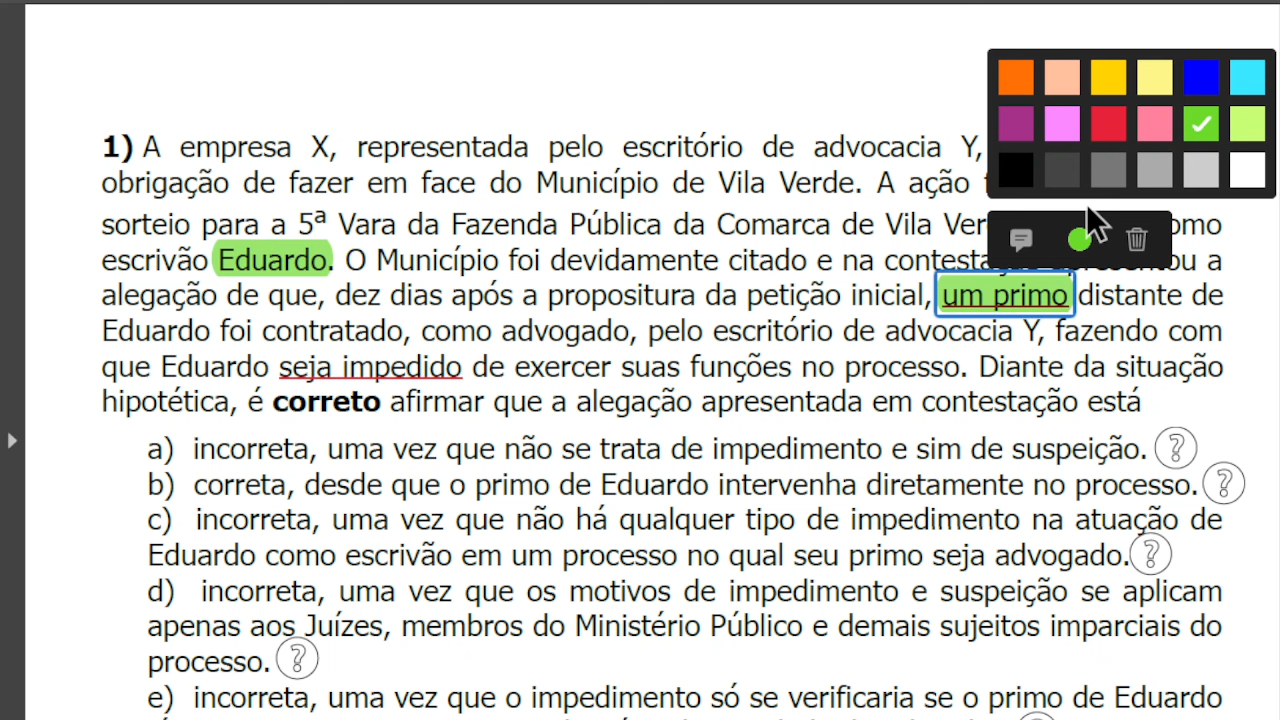 1) A empresa X, representada pelo escritório de advocacia Y,
obrigação de fazer em face do Município de Vila Verde. A ação
sorteio para a 5ª Vara da Fazenda Pública da Comarca de Vila Ver omo
escrivão Eduardo. O Município foi devidamente citado e na contestação apresentou a
alegação de que, dez dias após a propositura da petição inicial, um primo distante de
Eduardo foi contratado, como advogado, pelo escritório de advocacia Y, fazendo com
que Eduardo seja impedido de exercer suas funções no processo. Diante da situação
hipotética, é correto afirmar que a alegação apresentada em contestação está
a) incorreta, uma vez que não se trata de impedimento e sim de suspeição. ?
b) correta, desde que o primo de Eduardo intervenha diretamente no processo. ?
c) incorreta, uma vez que não há qualquer tipo de impedimento na atuação de
Eduardo como escrivão em um processo no qual seu primo seja advogado. ?
d) incorreta, uma vez que os motivos de impedimento e suspeição se aplicam
apenas aos Juízes, membros do Ministério Público e demais sujeitos imparciais do
processo. ?
e) incorreta, uma vez que o impedimento só se verificaria se o primo de Eduardo